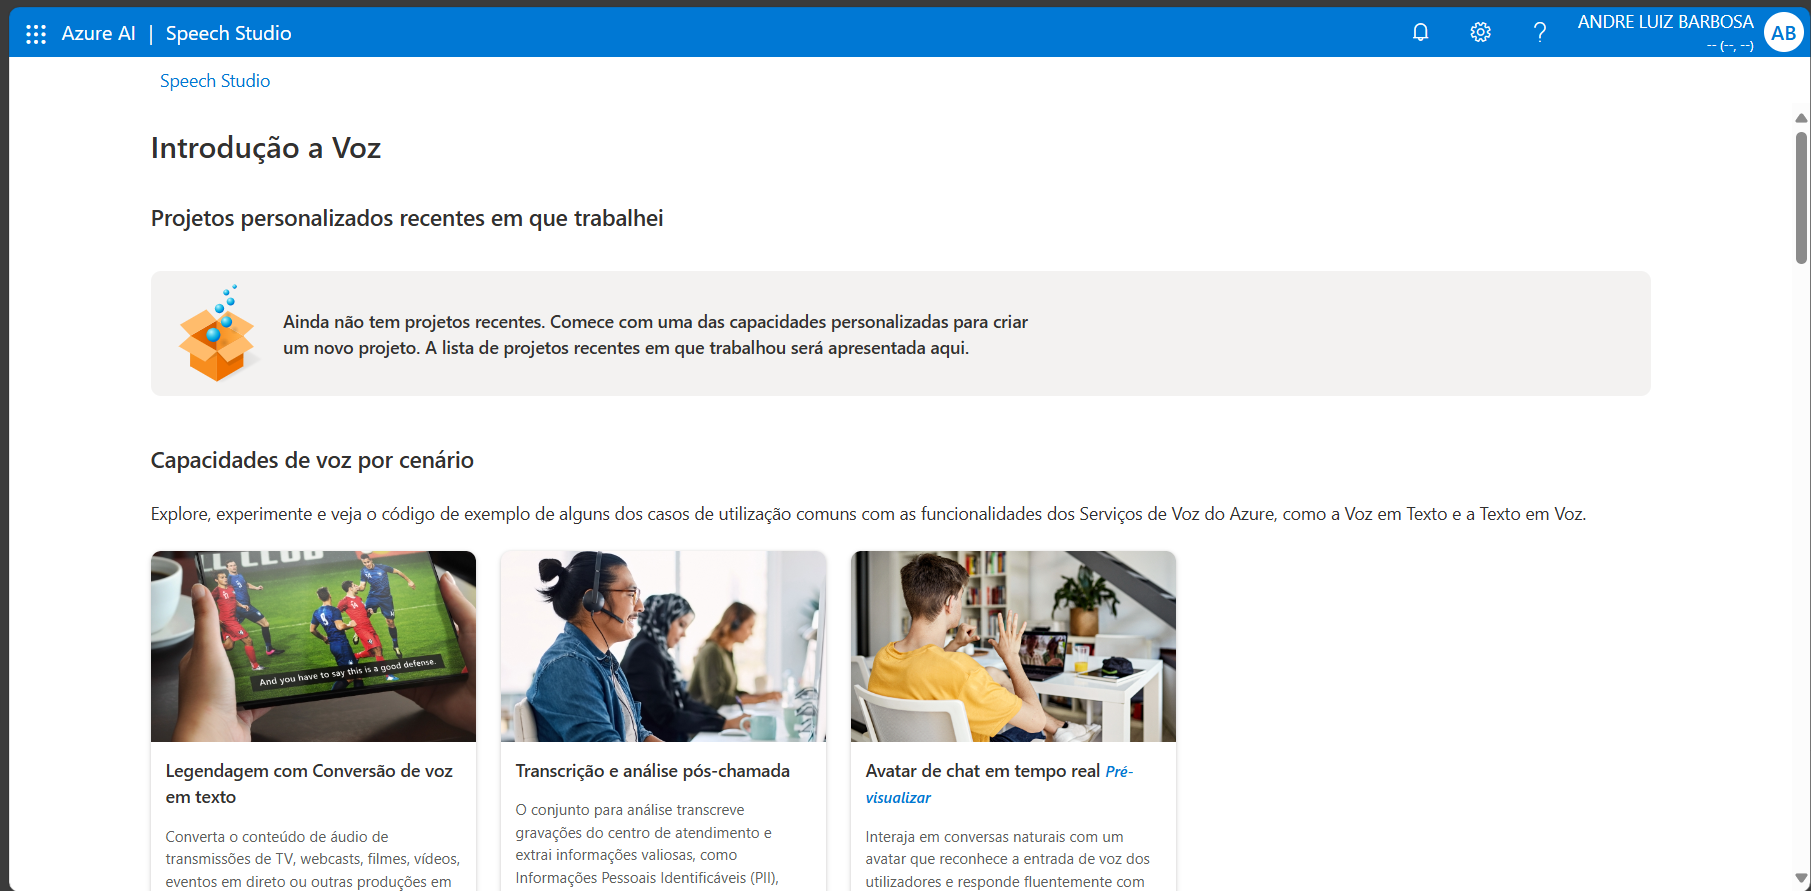 Azure AI | Speech Studio
ANDRE LUIZ BARBOSA
-- (--, --)
AB
Speech Studio
Introdução a Voz
Projetos personalizados recentes em que trabalhei
Ainda não tem projetos recentes. Comece com uma das capacidades personalizadas para criar
um novo projeto. A lista de projetos recentes em que trabalhou será apresentada aqui.
Capacidades de voz por cenário
Explore, experimente e veja o código de exemplo de alguns dos casos de utilização comuns com as funcionalidades dos Serviços de Voz do Azure, como a Voz em Texto e a Texto em Voz.
And you have to say this is a good defense.
Legendagem com Conversão de voz
em texto
Converta o conteúdo de áudio de
transmissões de TV, webcasts, filmes, vídeos,
eventos em direto ou outras produções em
Transcrição e análise pós-chamada
O conjunto para análise transcreve
gravações do centro de atendimento e
extrai informações valiosas, como
Informações Pessoais Identificáveis (PII),
Avatar de chat em tempo real Pré-
visualizar
Interaja em conversas naturais com um
avatar que reconhece a entrada de voz dos
utilizadores e responde fluentemente com